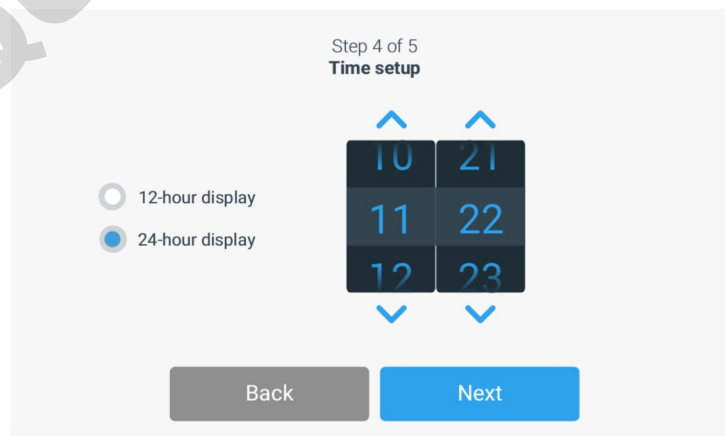 Step 4 of 5
Time setup
10 21
12-hour display
11 22
24-hour display
12 23
Back Next